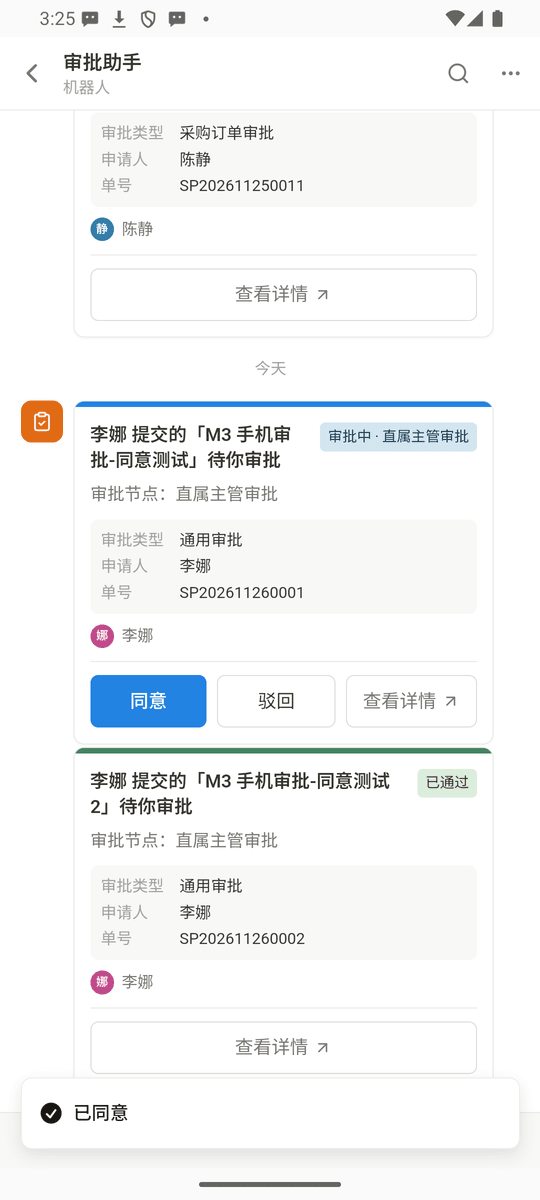 3:25
审批助手
机器人
审批类型 采购订单审批
申请人 陈静
单号 SP202611250011
静 陈静
查看详情
今天
李娜 提交的「M3 手机审
批-同意测试」待你审批
审批中 · 直属主管审批
审批节点：直属主管审批
审批类型 通用审批
申请人 李娜
单号 SP202611260001
娜 李娜
同意 驳回 查看详情
李娜 提交的「M3 手机审批-同意测试
2」待你审批
已通过
审批节点：直属主管审批
审批类型 通用审批
申请人 李娜
单号 SP202611260002
娜 李娜
查看详情
已同意